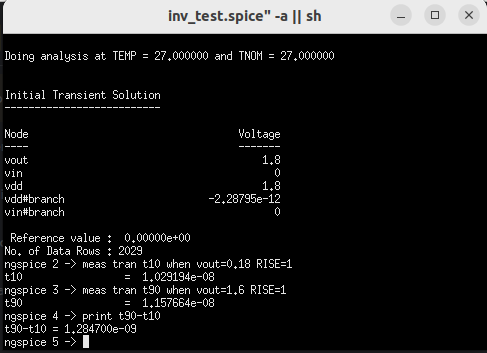 inv_test.spice" -a || sh
Doing analysis at TEMP = 27.000000 and TNOM = 27.000000
Initial Transient Solution
--------------------------
Node                                   Voltage
----                                   -------
vout                                       1.8
vin                                          0
vdd                                        1.8
vdd#branch                        -2.28795e-12
vin#branch                                   0
Reference value :  0.00000e+00
No. of Data Rows : 2029
ngspice 2 -> meas tran t10 when vout=0.18 RISE=1
t10                 =  1.029194e-08
ngspice 3 -> meas tran t90 when vout=1.6 RISE=1
t90                 =  1.157664e-08
ngspice 4 -> print t90-t10
t90-t10 = 1.284700e-09
ngspice 5 ->